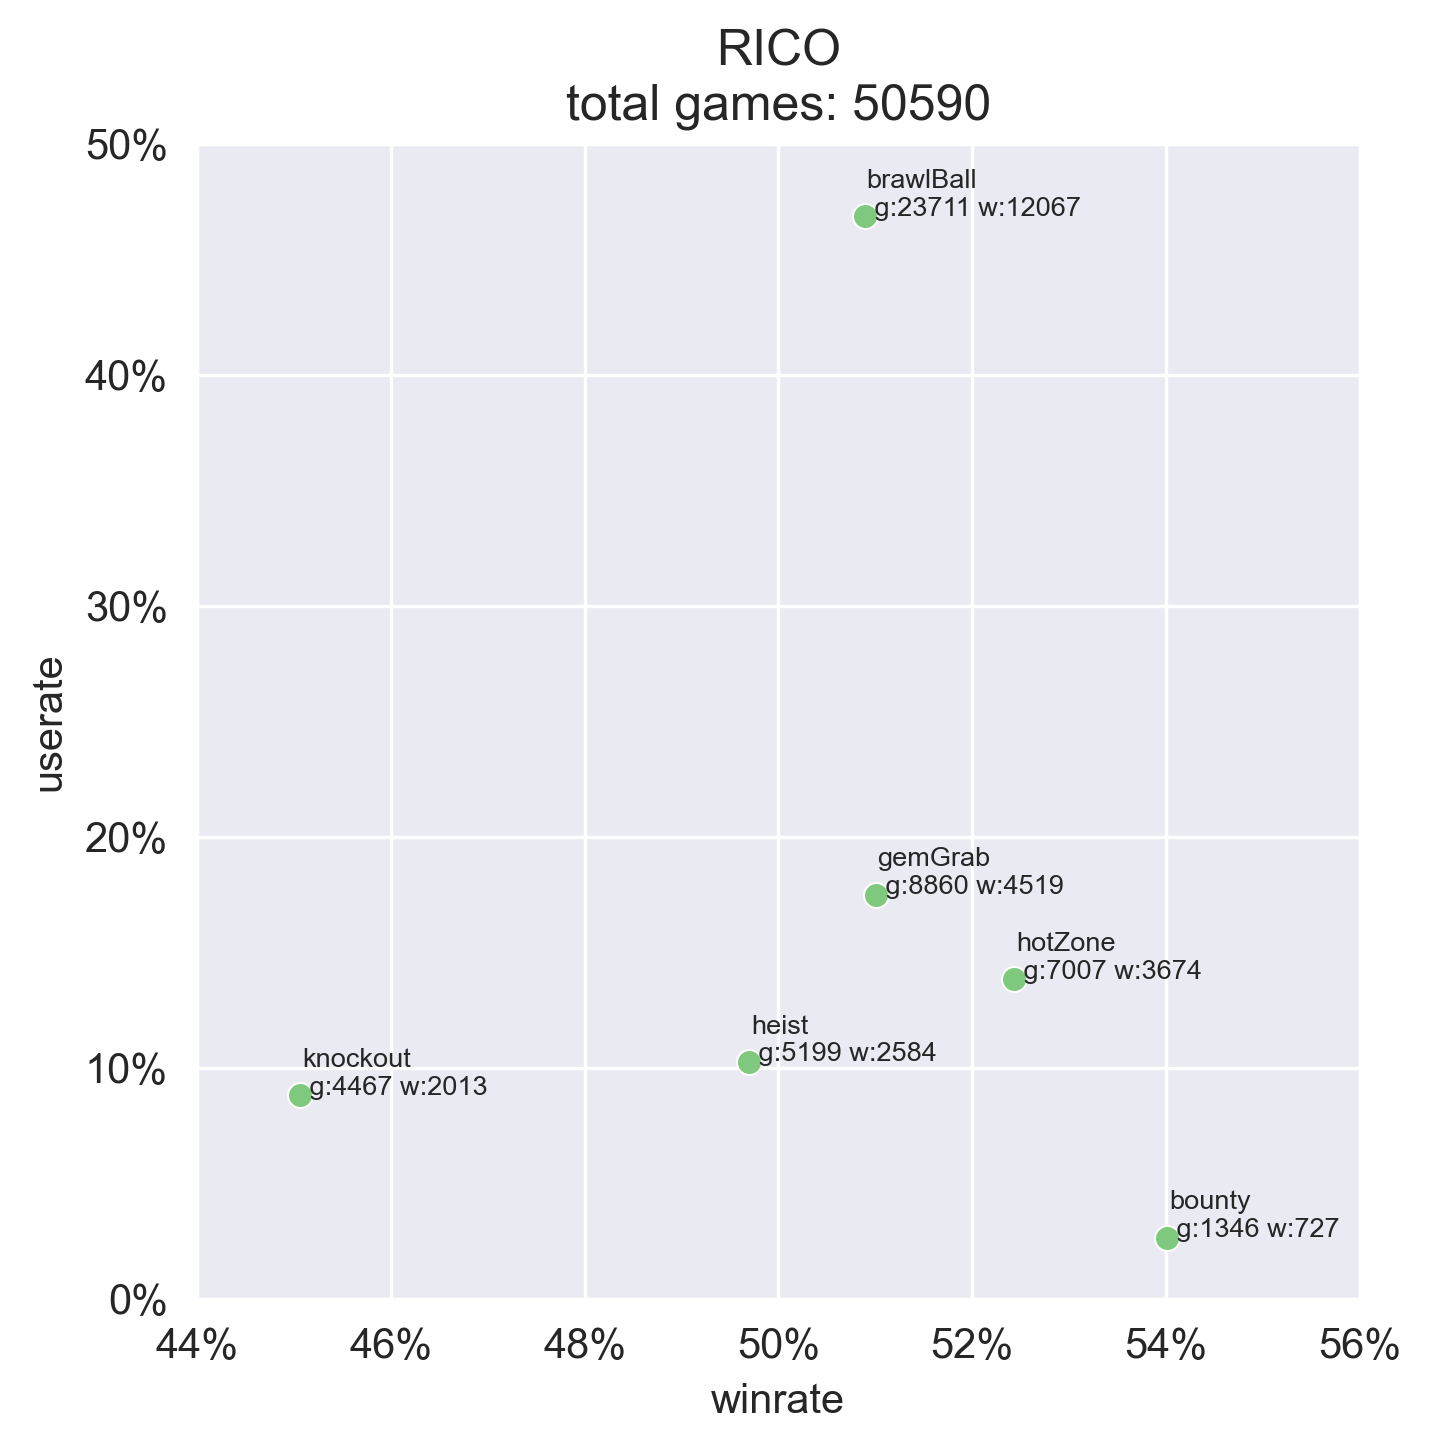 RICO
total games: 50590
50%
40%
30%
20%
10%
0%
userate
brawlBall
g:23711 w:12067
gemGrab
g:8860 w:4519
hotZone
g:7007 w:3674
heist
g:5199 w:2584
knockout
g:4467 w:2013
bounty
g:1346 w:727
44% 46% 48% 50% 52% 54% 56%
winrate